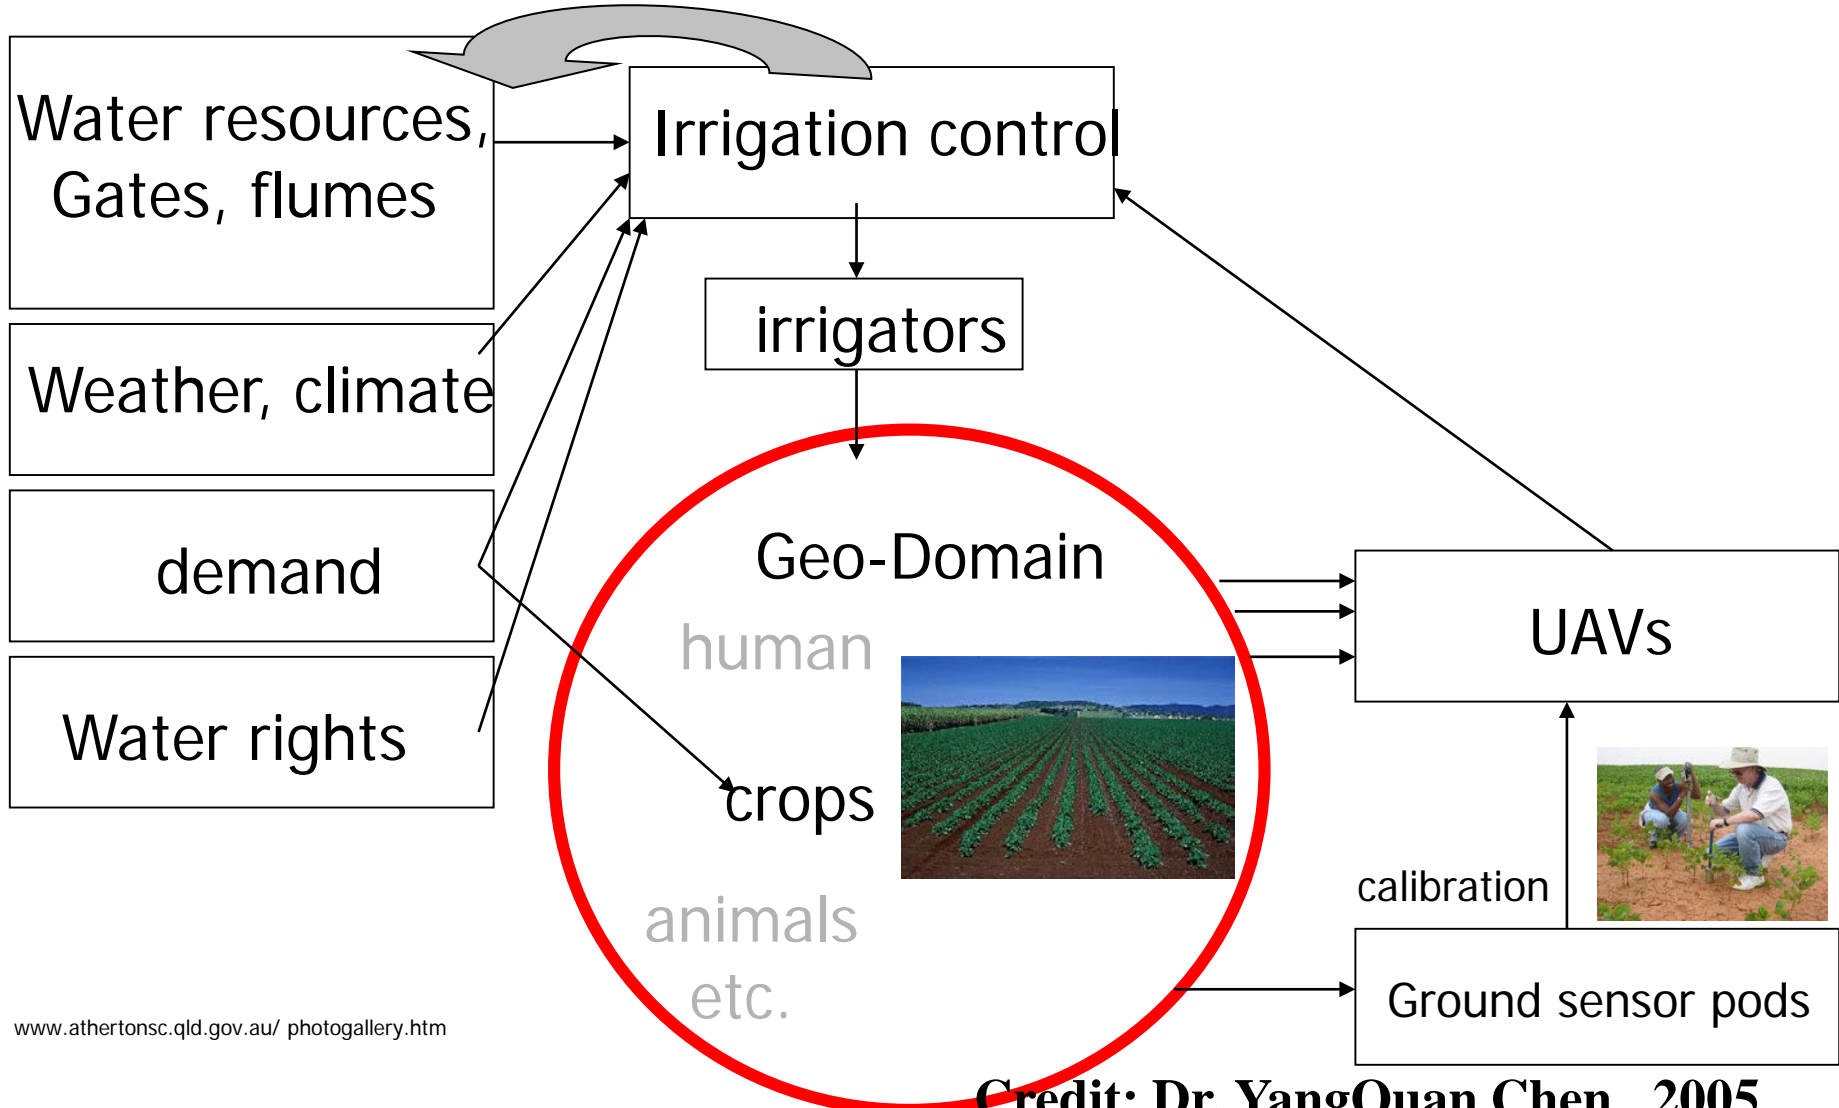 Water resources,
Gates, flumes
Irrigation control
irrigators
Weather, climate
demand
Water rights
Geo-Domain
human
crops
animals
etc.
UAVs
calibration
Ground sensor pods
www.athertonsc.qld.gov.au/ photogallery.htm
Credit: Dr. YangQuan Chen, 2005